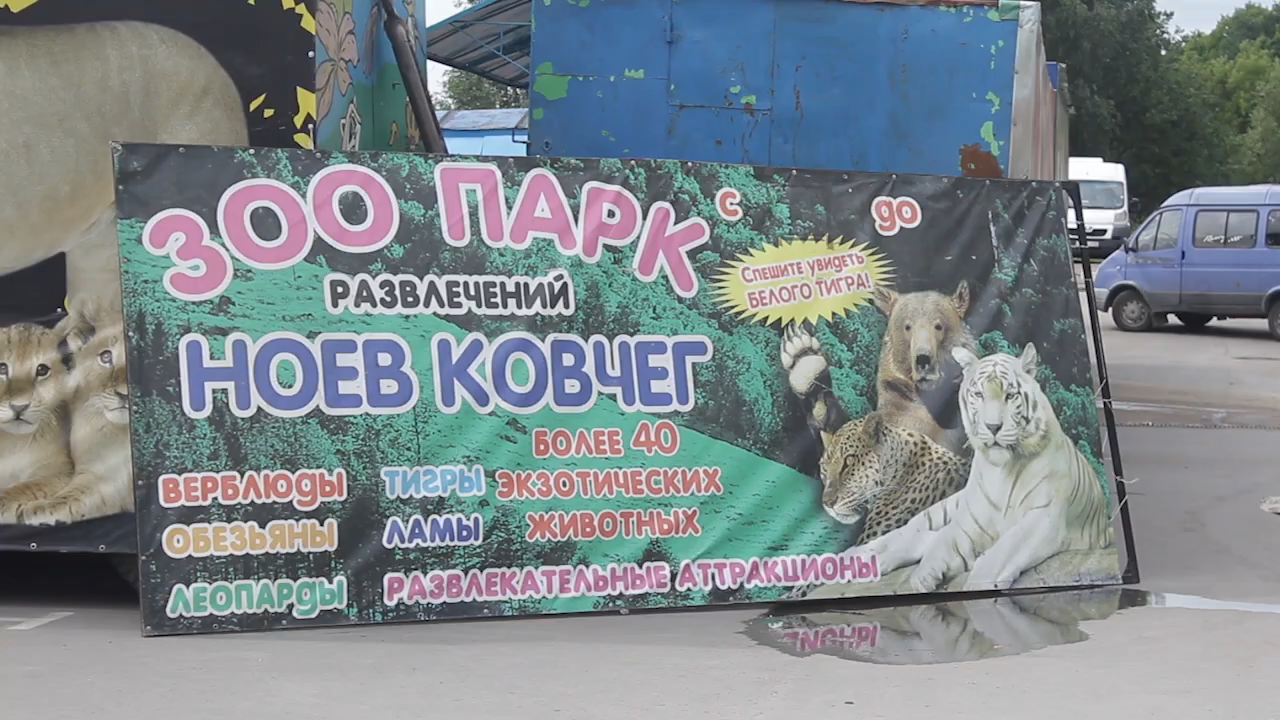 ЗОО ПАРК
с до
РАЗВЛЕЧЕНИЙ
НОЕВ КОВЧЕГ
Спешите увидеть
БЕЛОГО ТИГРА!
БОЛЕЕ 40
ЭКЗОТИЧЕСКИХ
ЖИВОТНЫХ
ВЕРБЛЮДЫ ТИГРЫ
ОБЕЗЬЯНЫ ЛАМЫ
ЛЕОПАРДЫ
РАЗВЛЕКАТЕЛЬНЫЕ АТТРАКЦИОНЫ